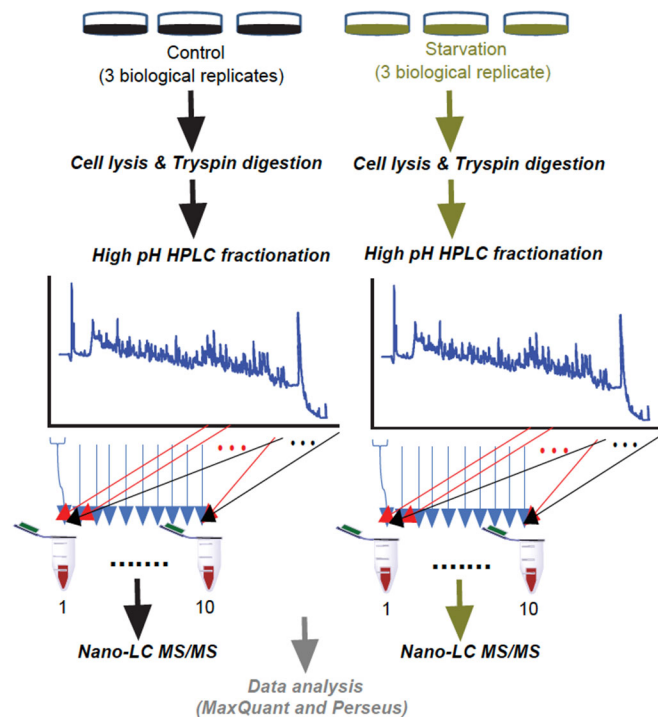 Control
(3 biological replicates)
Starvation
(3 biological replicate)
Cell lysis & Tryspin digestion
Cell lysis & Tryspin digestion
High pH HPLC fractionation
High pH HPLC fractionation
1
10
1
10
Nano-LC MS/MS
Nano-LC MS/MS
Data analysis
(MaxQuant and Perseus)